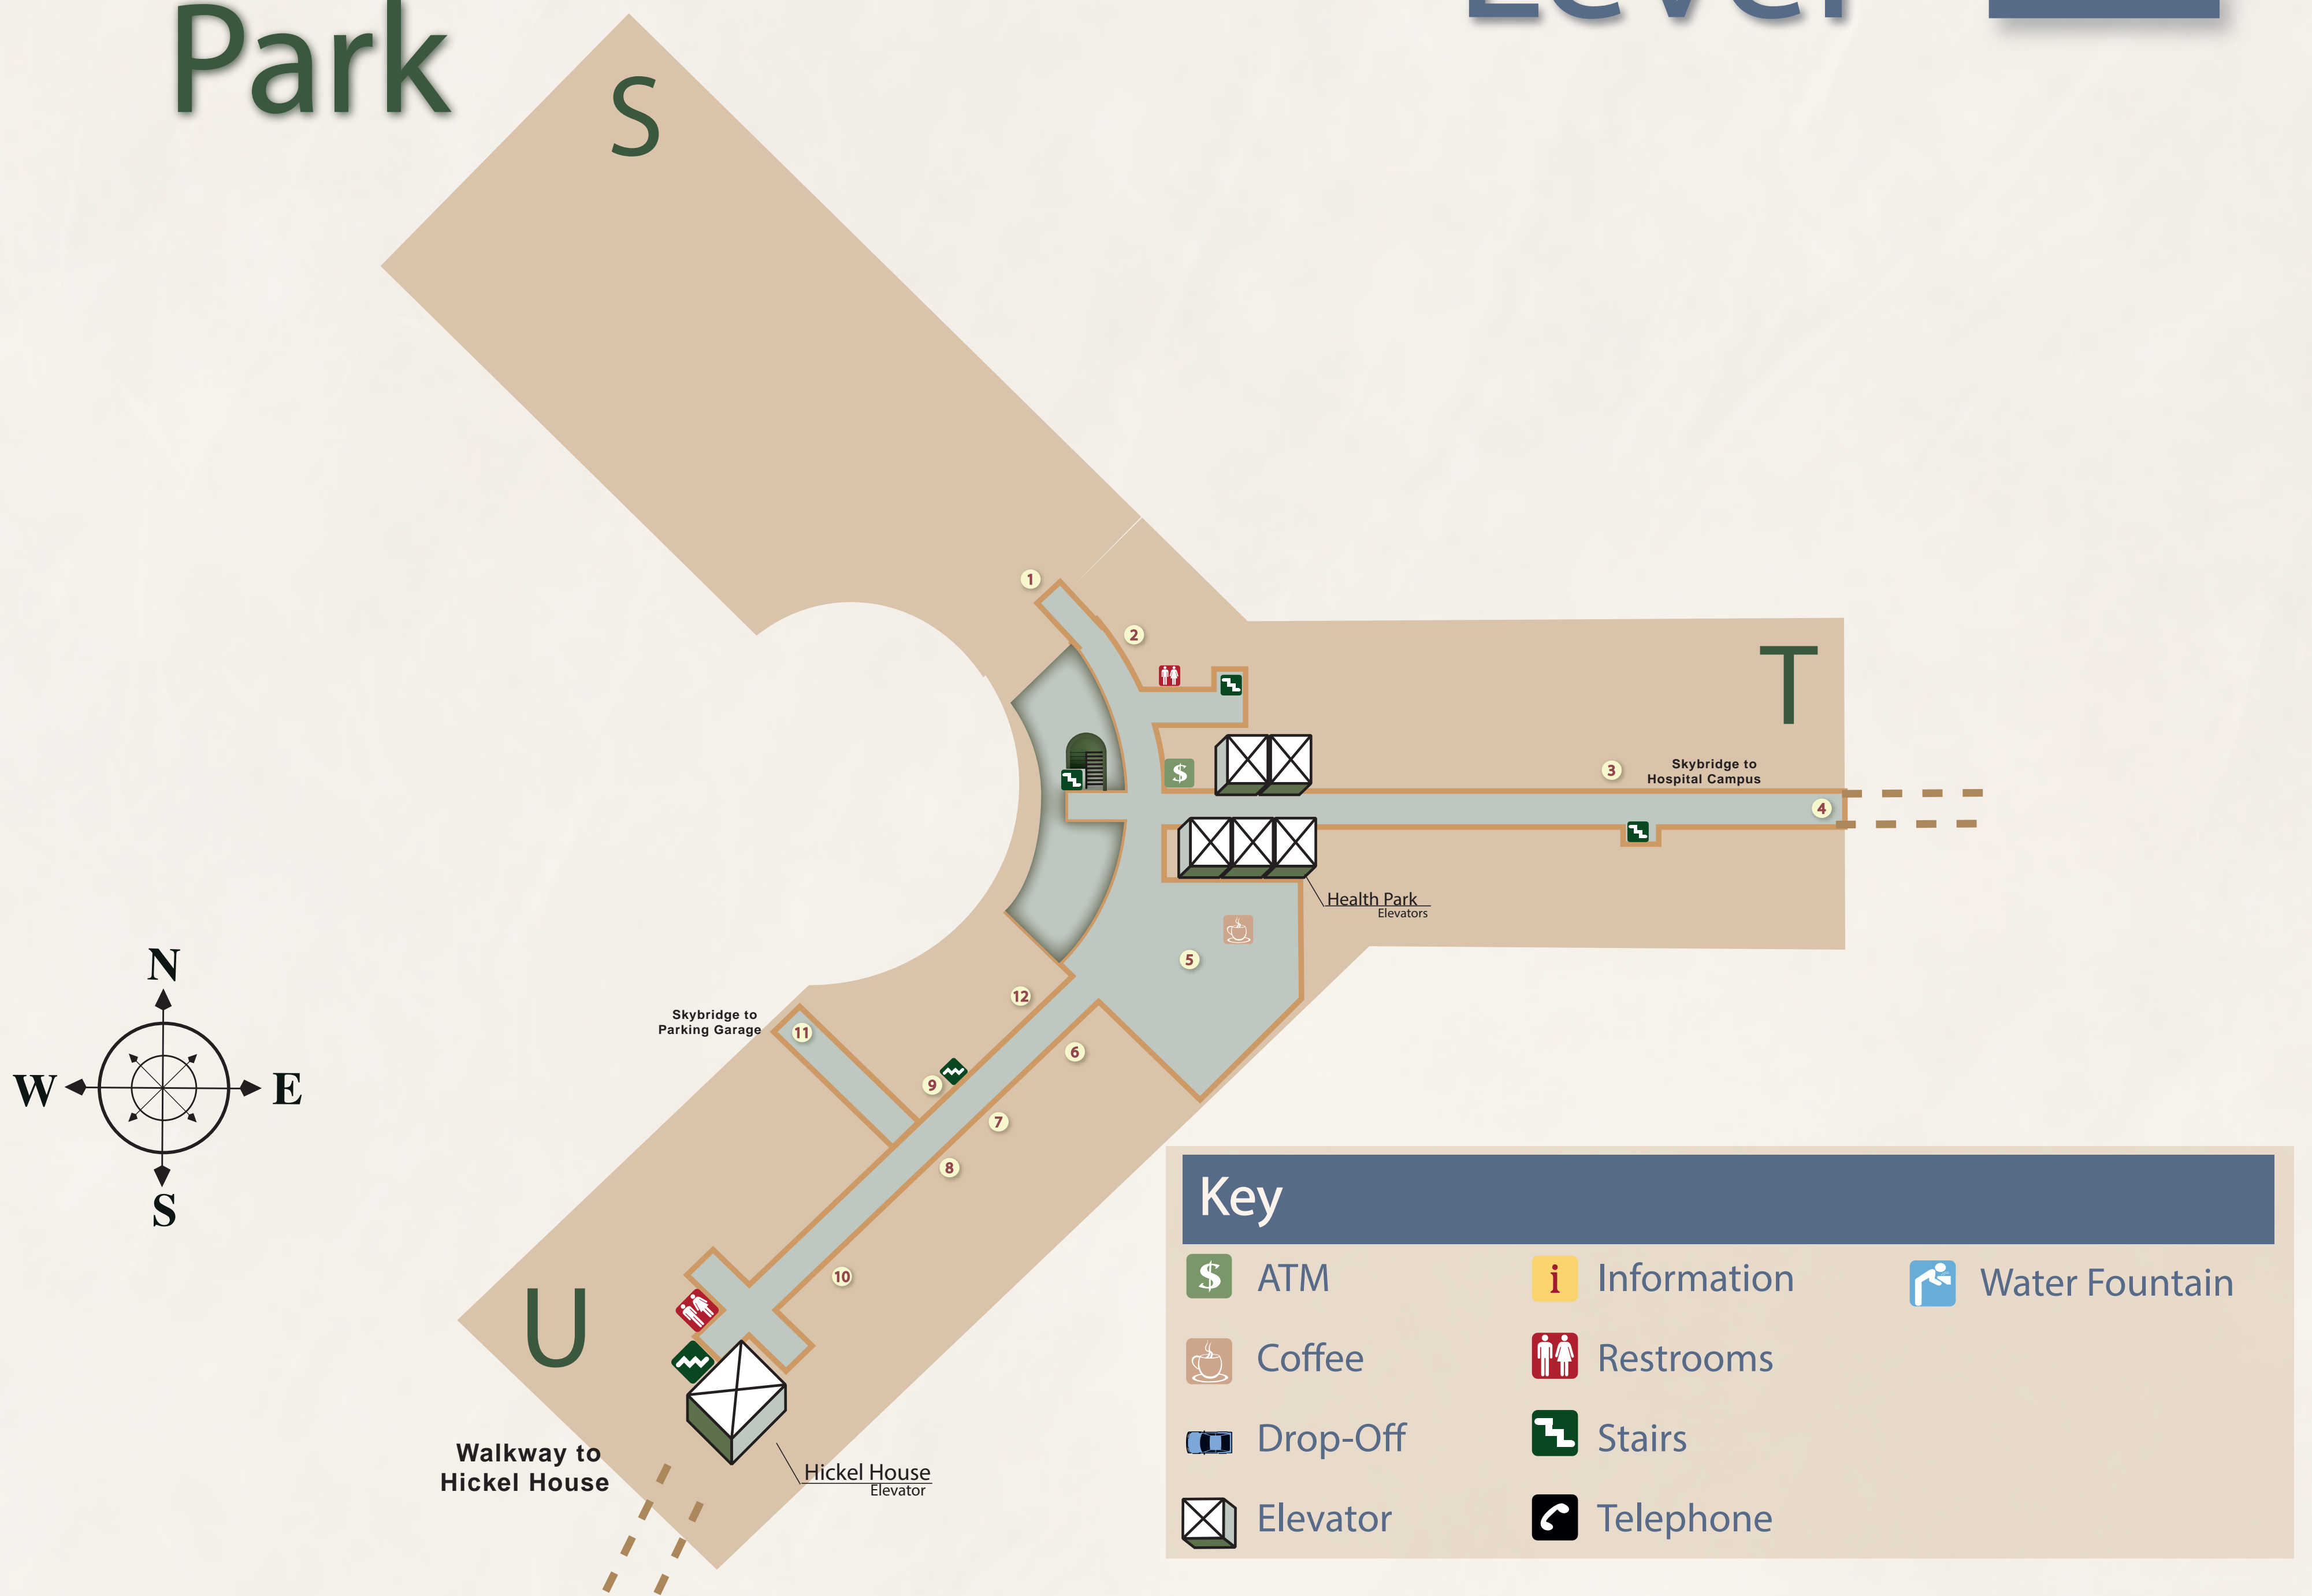 Park
Level
S
1
2
T
3
Skybridge to
Hospital Campus
$
4
Health Park
Elevators
5
N
W
E
S
12
Skybridge to
Parking Garage
11
6
9
7
8
10
U
Walkway to
Hickel House
Hickel House
Elevator
Key
$ ATM
Coffee
Drop-Off
Elevator
i Information
Restrooms
Stairs
Telephone
Water Fountain